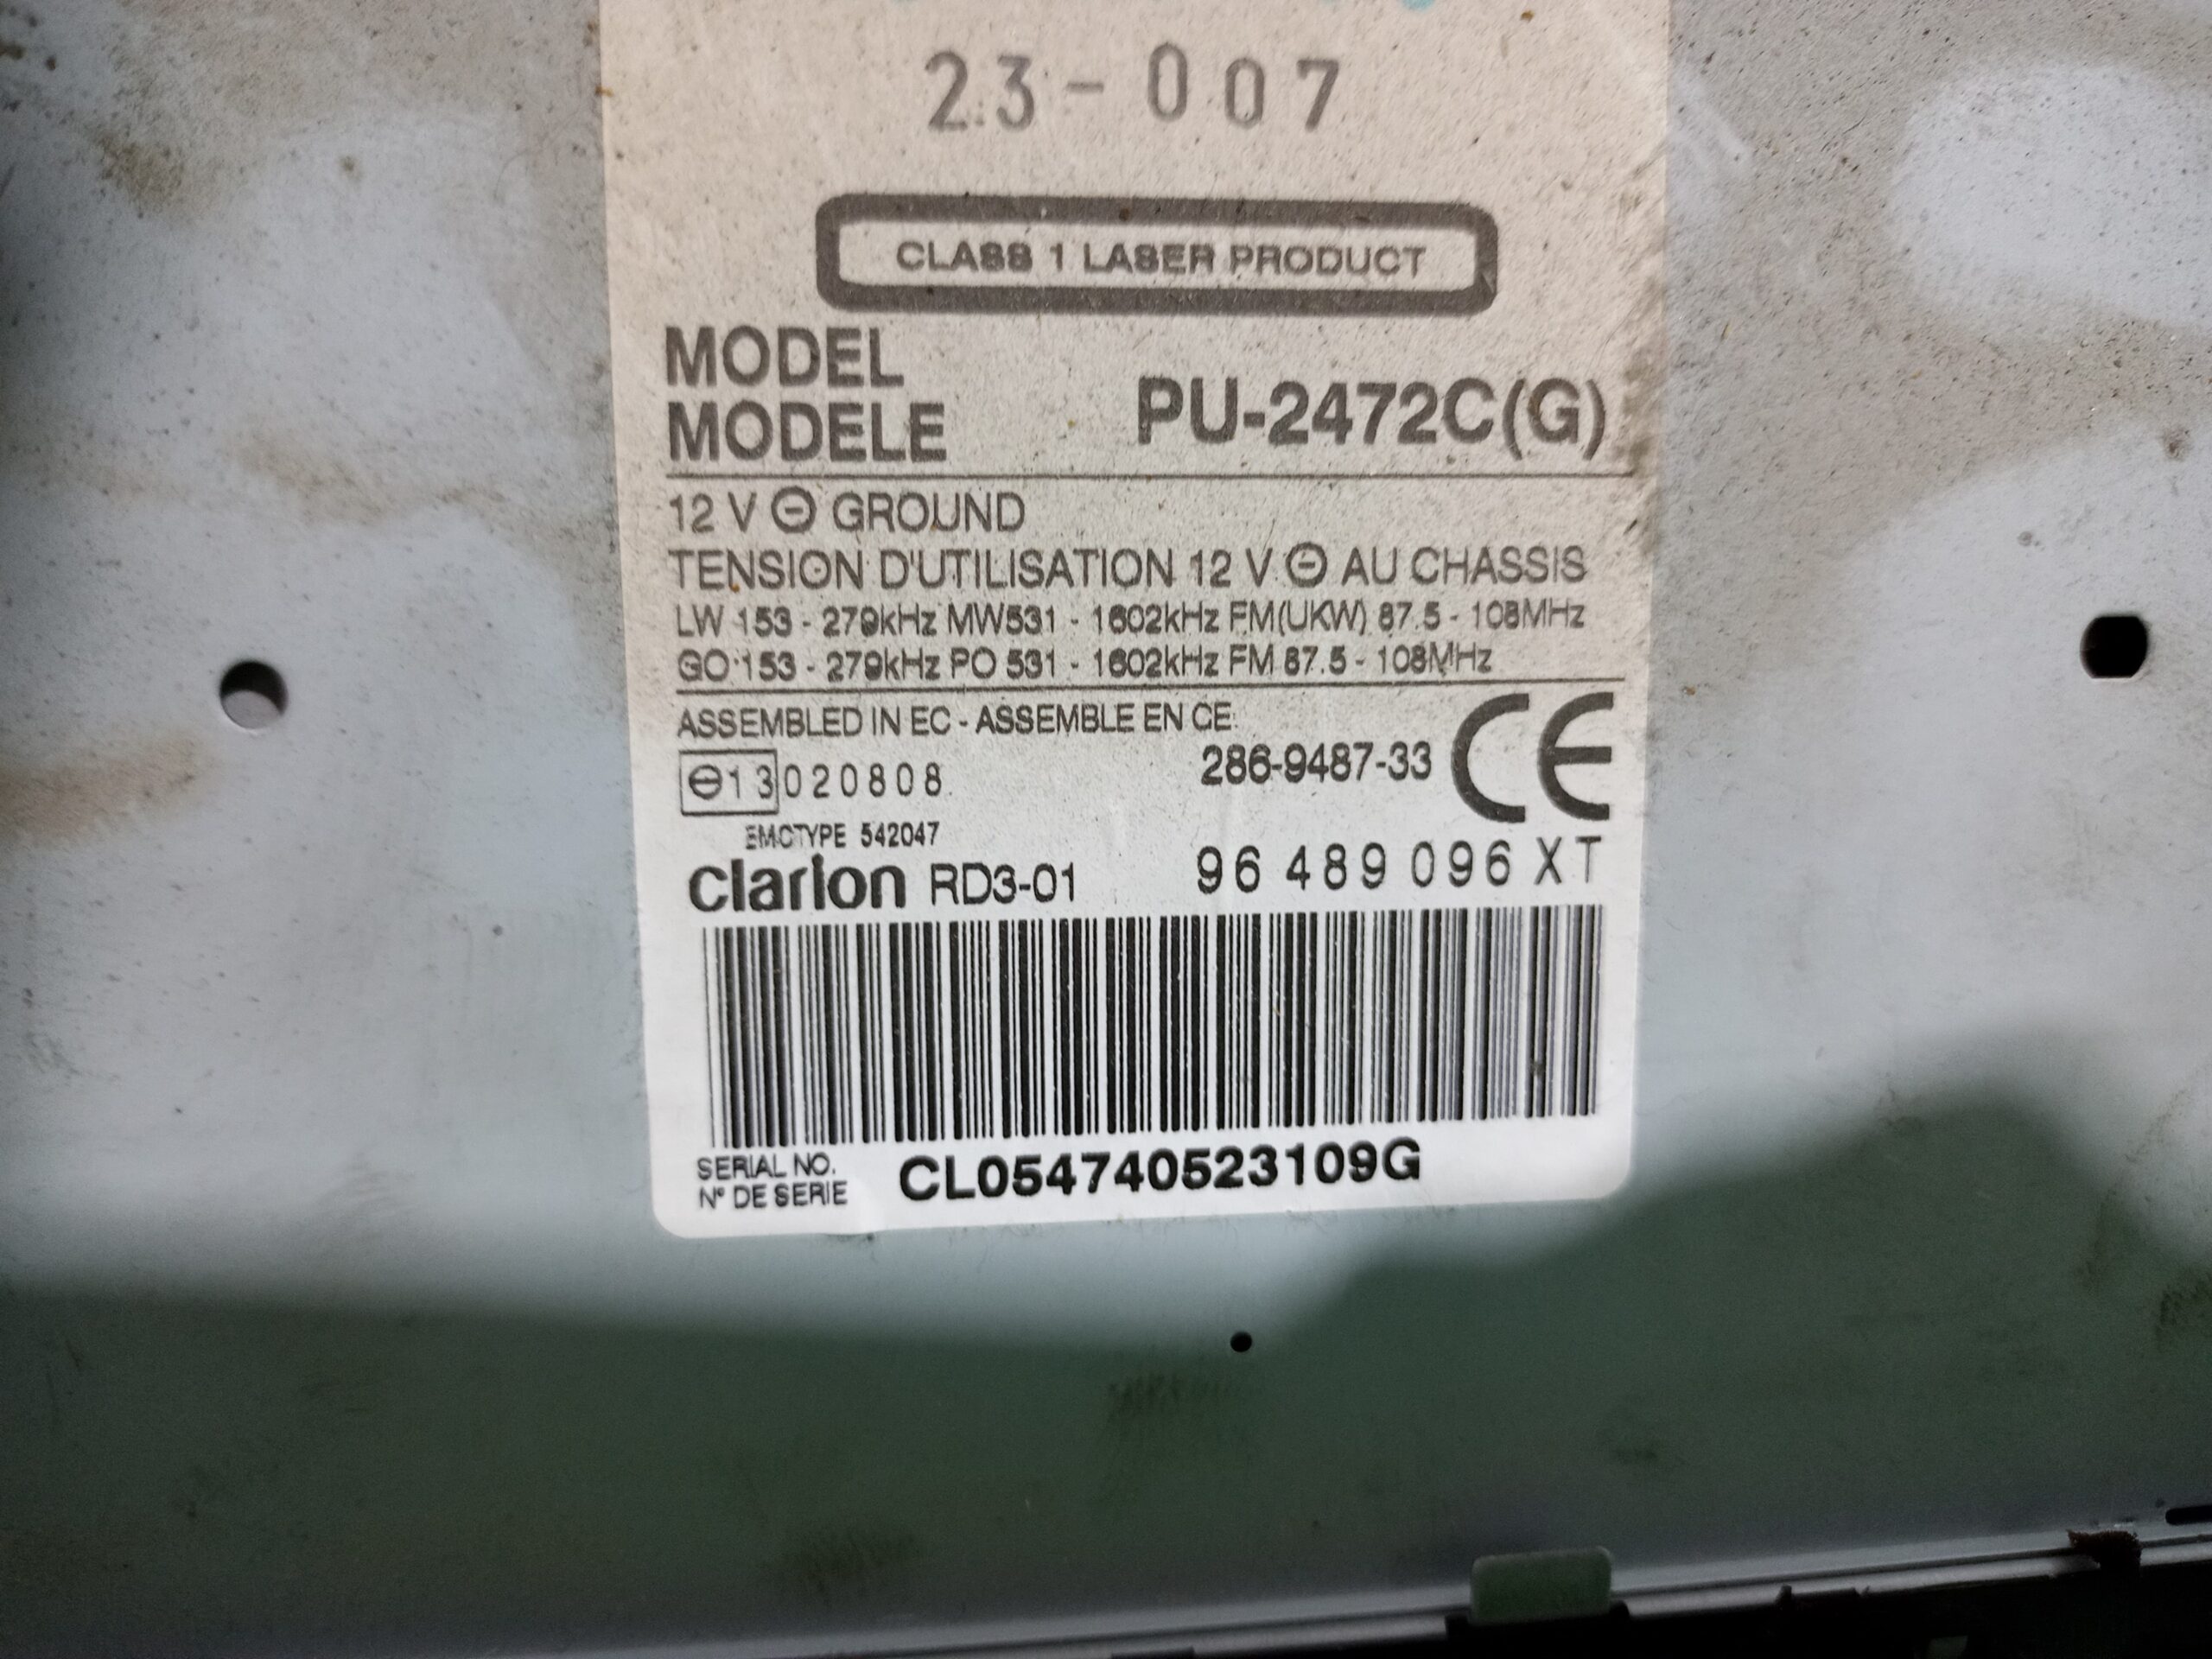 23-007
CLASS 1 LASER PRODUCT
MODEL
MODELE
PU-2472C(G)
12 V ⊖ GROUND
TENSION D'UTILISATION 12 V ⊖ AU CHASSIS
LW 153 - 279kHz MW531 - 1602kHz FM(UKW) 87.5 - 108MHz
GO 153 - 279kHz PO 531 - 1602kHz FM 87.5 - 108MHz
ASSEMBLED IN EC - ASSEMBLE EN CE
CE
286-9487-33
e13 020808
EMCTYPE 542047
clarion RD3-01 96 489 096 XT
SERIAL NO.
N° DE SERIE
CL054740523109G